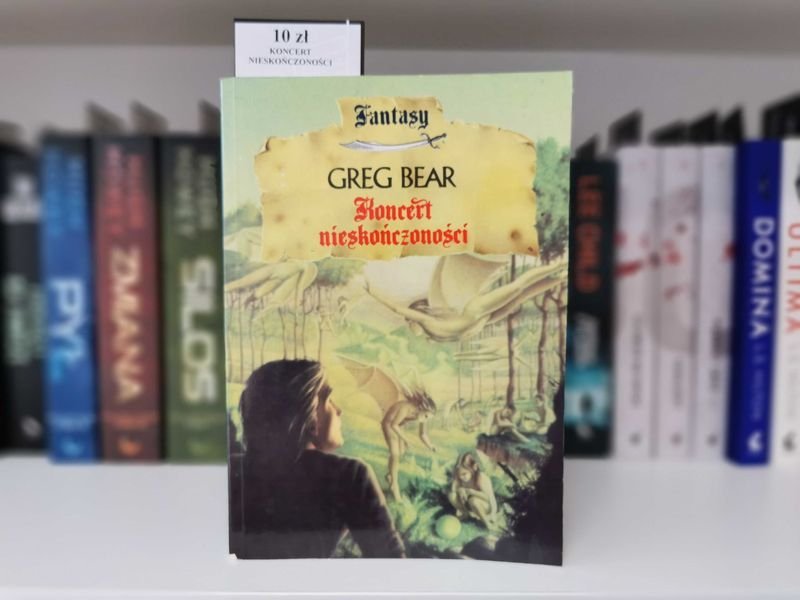 10 zł
KONCERT
NIESKOŃCZONOŚCI
Fantasy
GREG BEAR
Koncert
nieskończoności
PYŁ
ZMIANA
SILOS
LEE CHILD
DOMINA
ULTIMA